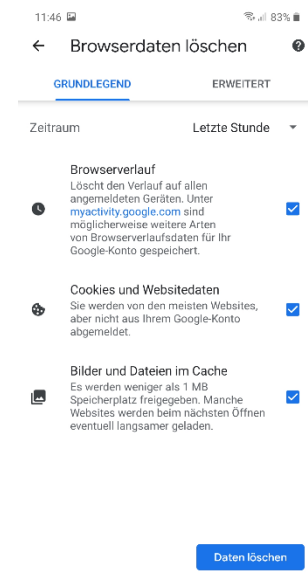 11:46 83%
Browserdaten löschen
GRUNDLEGEND ERWEITERT
Zeitraum Letzte Stunde
Browserverlauf
Löscht den Verlauf auf allen
angemeldeten Geräten. Unter
myactivity.google.com sind
möglicherweise weitere Arten
von Browserverlaufsdaten für Ihr
Google-Konto gespeichert.
Cookies und Websitedaten
Sie werden von den meisten Websites,
aber nicht aus Ihrem Google-Konto
abgemeldet.
Bilder und Dateien im Cache
Es werden weniger als 1 MB
Speicherplatz freigegeben. Manche
Websites werden beim nächsten Öffnen
eventuell langsamer geladen.
Daten löschen